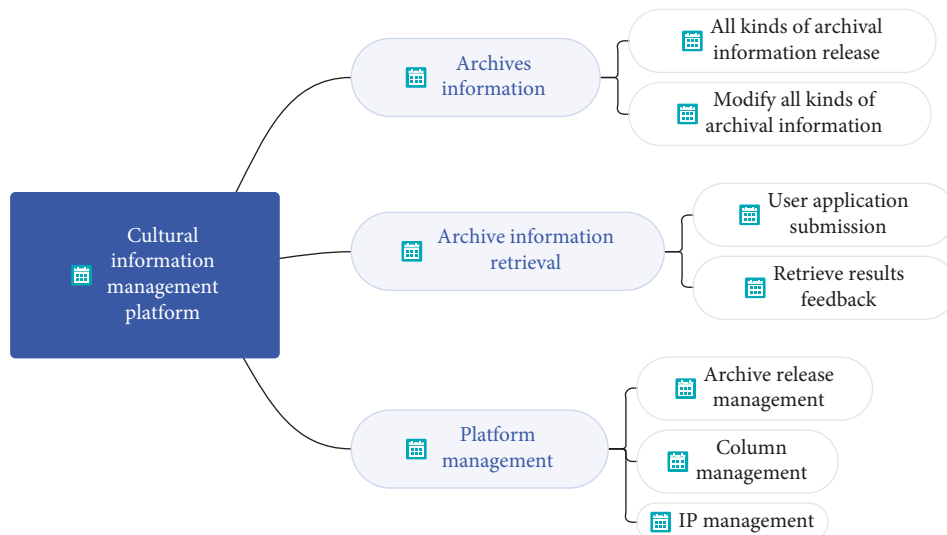 Cultural
information
management
platform
Archives
information
All kinds of archival
information release
Modify all kinds of
archival information
Archive information
retrieval
User application
submission
Retrieve results
feedback
Platform
management
Archive release
management
Column
management
IP management